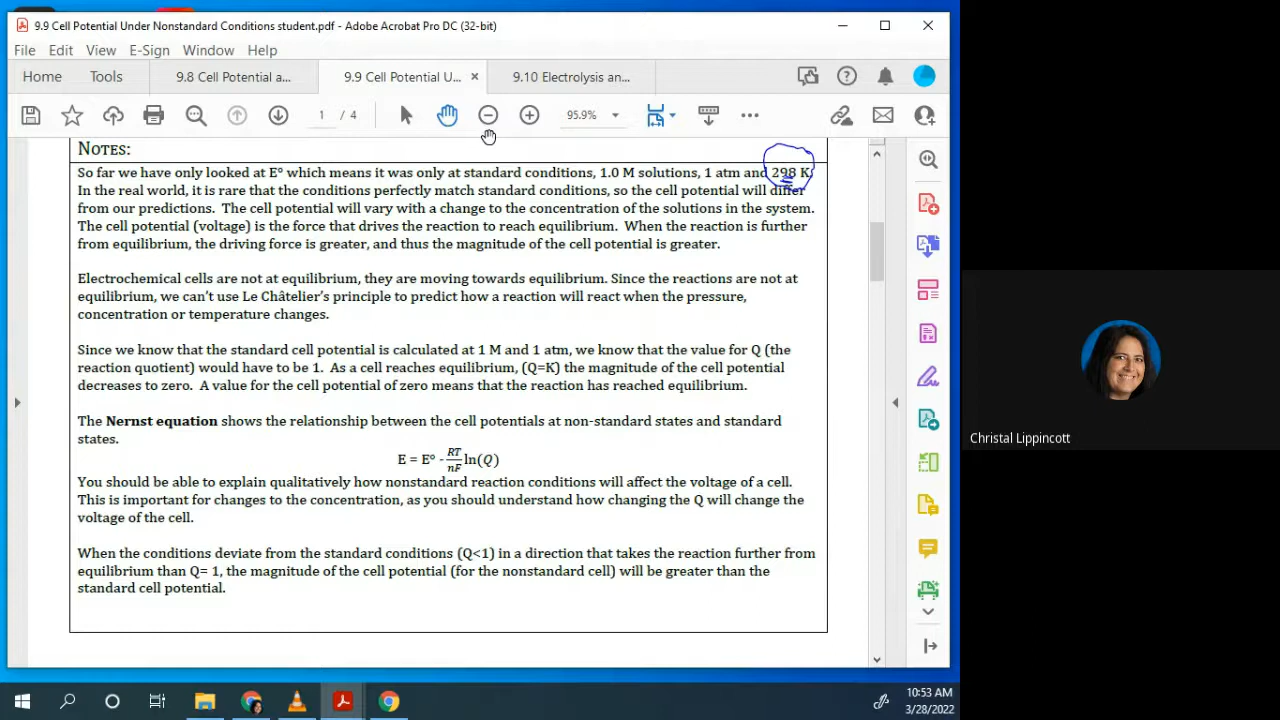 9.9 Cell Potential Under Nonstandard Conditions student.pdf - Adobe Acrobat Pro DC (32-bit)
File Edit View E-Sign Window Help
Home Tools 9.8 Cell Potential a... 9.9 Cell Potential U... × 9.10 Electrolysis an...
1 / 4 95.9%
NOTES:
So far we have only looked at E° which means it was only at standard conditions, 1.0 M solutions, 1 atm and 298 K.
In the real world, it is rare that the conditions perfectly match standard conditions, so the cell potential will differ
from our predictions. The cell potential will vary with a change to the concentration of the solutions in the system.
The cell potential (voltage) is the force that drives the reaction to reach equilibrium. When the reaction is further
from equilibrium, the driving force is greater, and thus the magnitude of the cell potential is greater.
Electrochemical cells are not at equilibrium, they are moving towards equilibrium. Since the reactions are not at
equilibrium, we can't use Le Châtelier's principle to predict how a reaction will react when the pressure,
concentration or temperature changes.
Since we know that the standard cell potential is calculated at 1 M and 1 atm, we know that the value for Q (the
reaction quotient) would have to be 1. As a cell reaches equilibrium, (Q=K) the magnitude of the cell potential
decreases to zero. A value for the cell potential of zero means that the reaction has reached equilibrium.
The Nernst equation shows the relationship between the cell potentials at non-standard states and standard
states.
E = E° - RT/nF ln(Q)
You should be able to explain qualitatively how nonstandard reaction conditions will affect the voltage of a cell.
This is important for changes to the concentration, as you should understand how changing the Q will change the
voltage of the cell.
When the conditions deviate from the standard conditions (Q<1) in a direction that takes the reaction further from
equilibrium than Q= 1, the magnitude of the cell potential (for the nonstandard cell) will be greater than the
standard cell potential.
Christal Lippincott
10:53 AM
3/28/2022